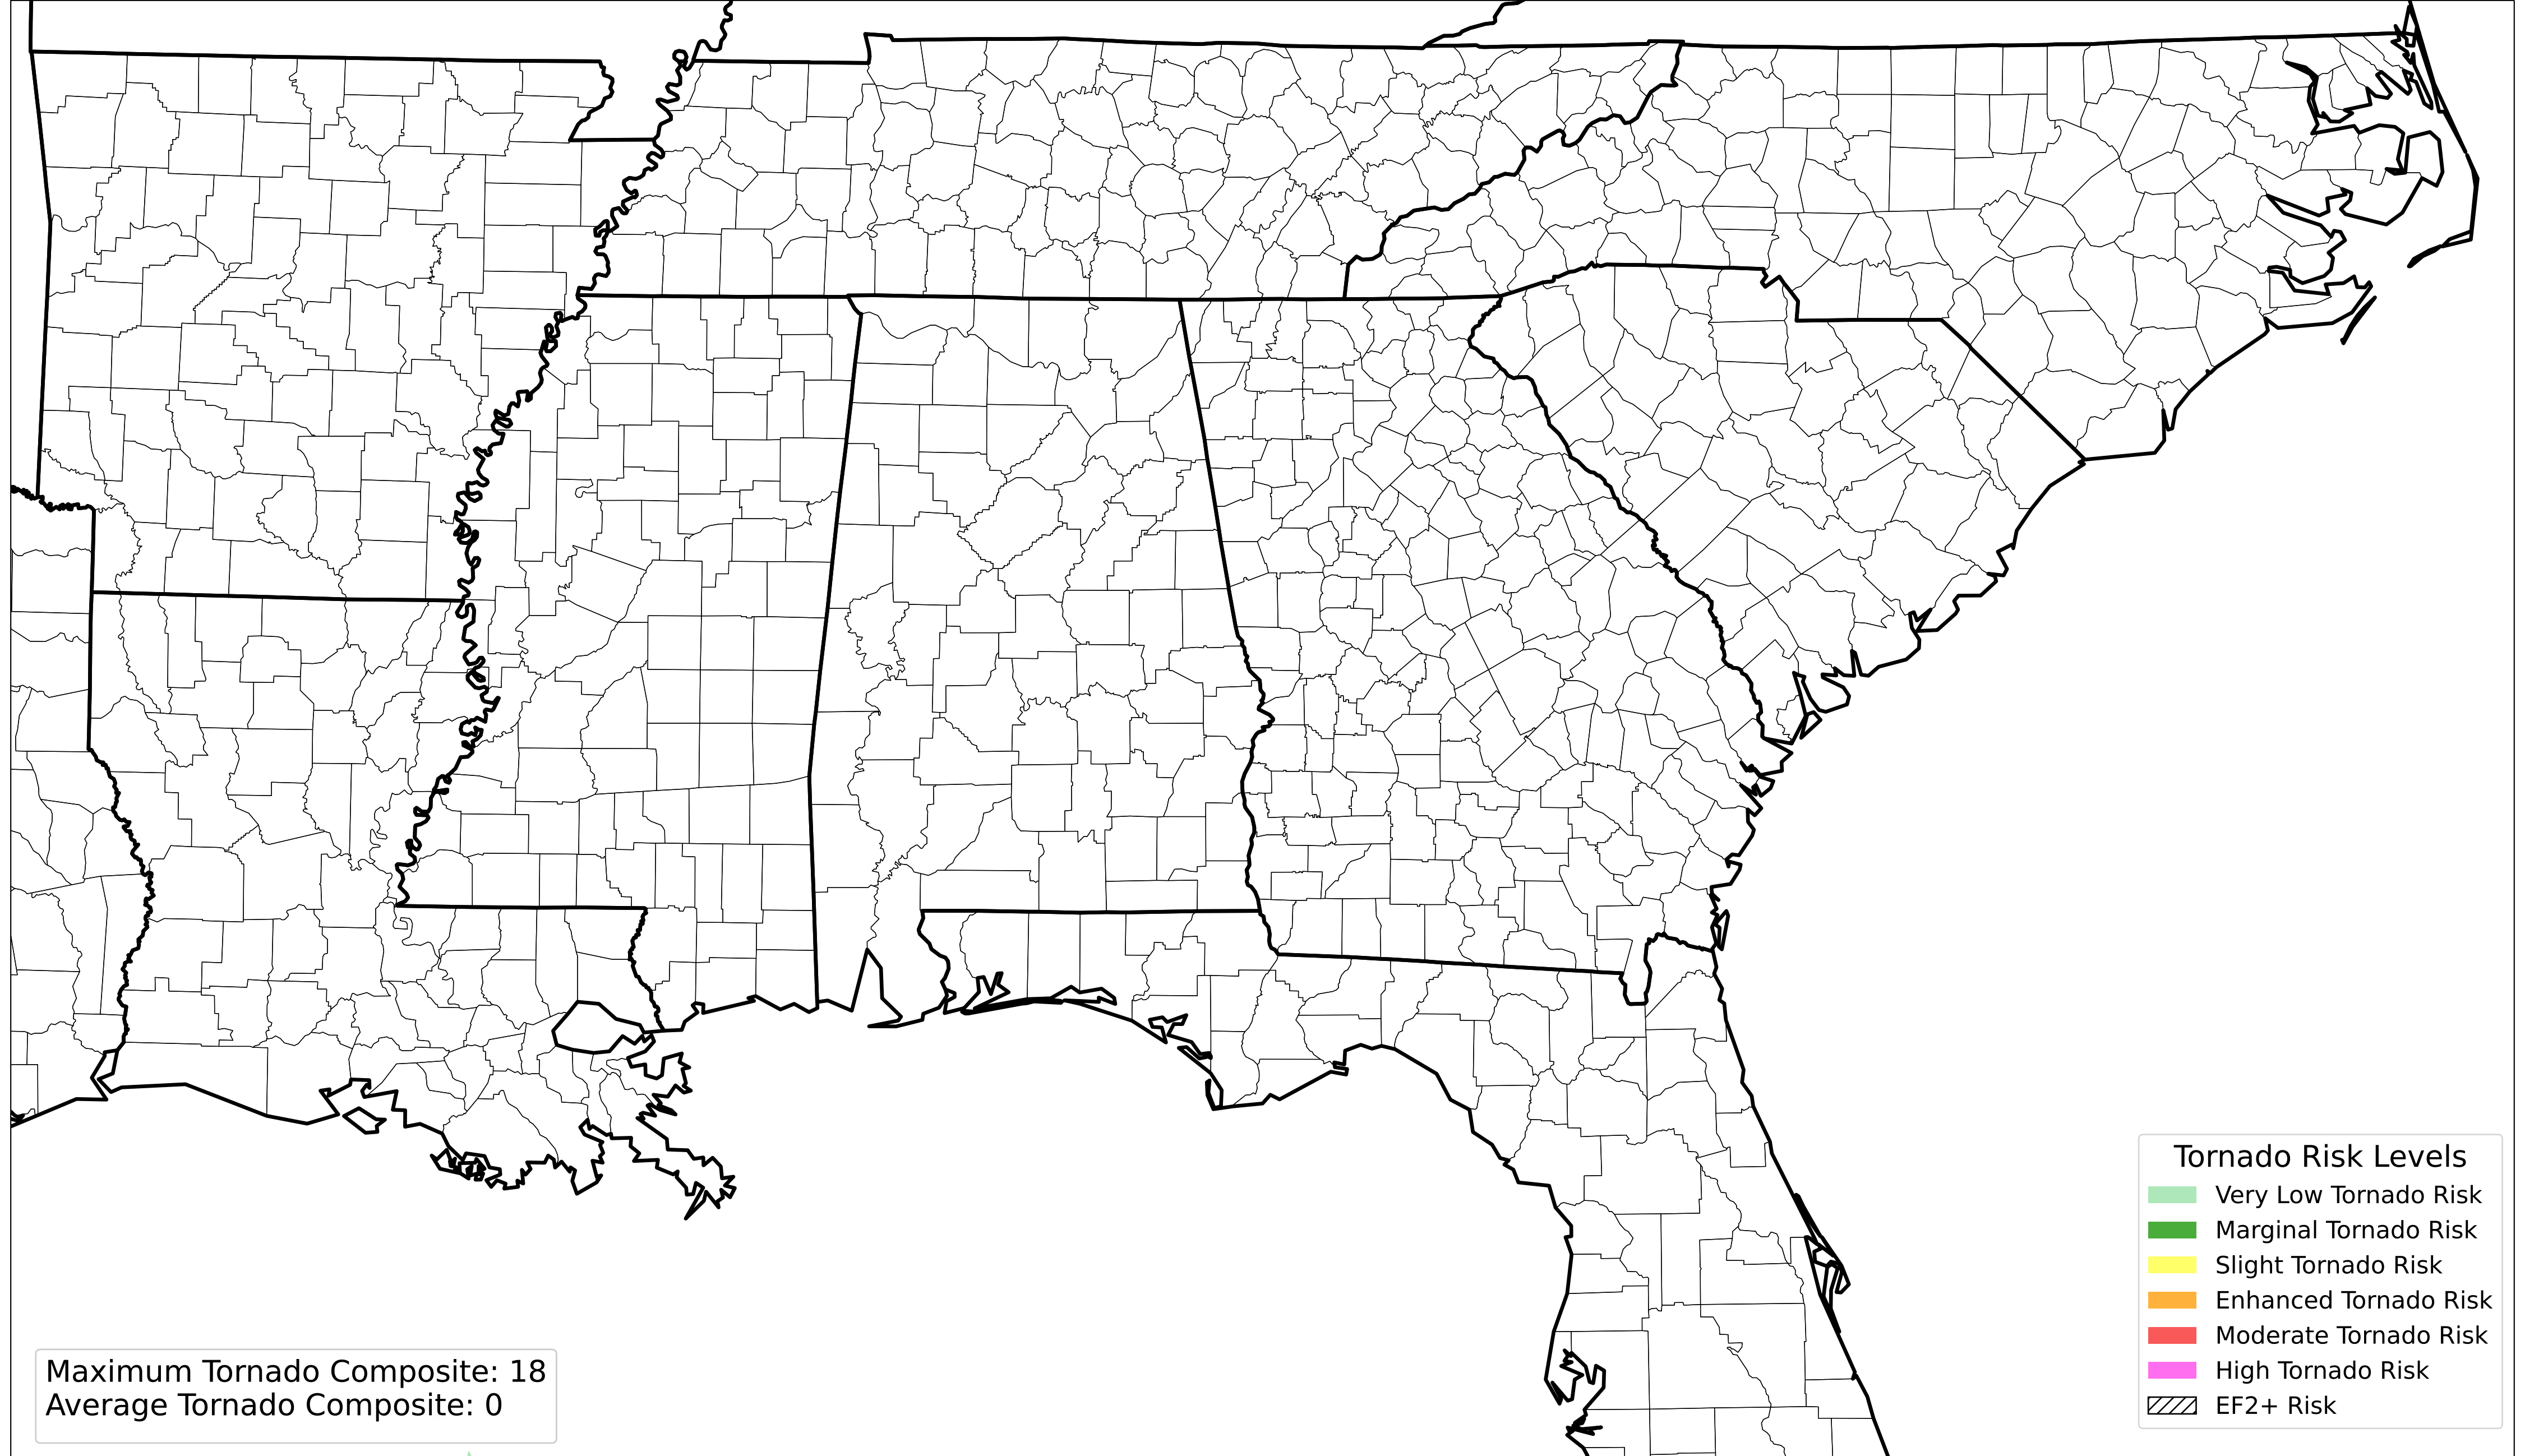 Maximum Tornado Composite: 18
Average Tornado Composite: 0
Tornado Risk Levels
Very Low Tornado Risk
Marginal Tornado Risk
Slight Tornado Risk
Enhanced Tornado Risk
Moderate Tornado Risk
High Tornado Risk
EF2+ Risk